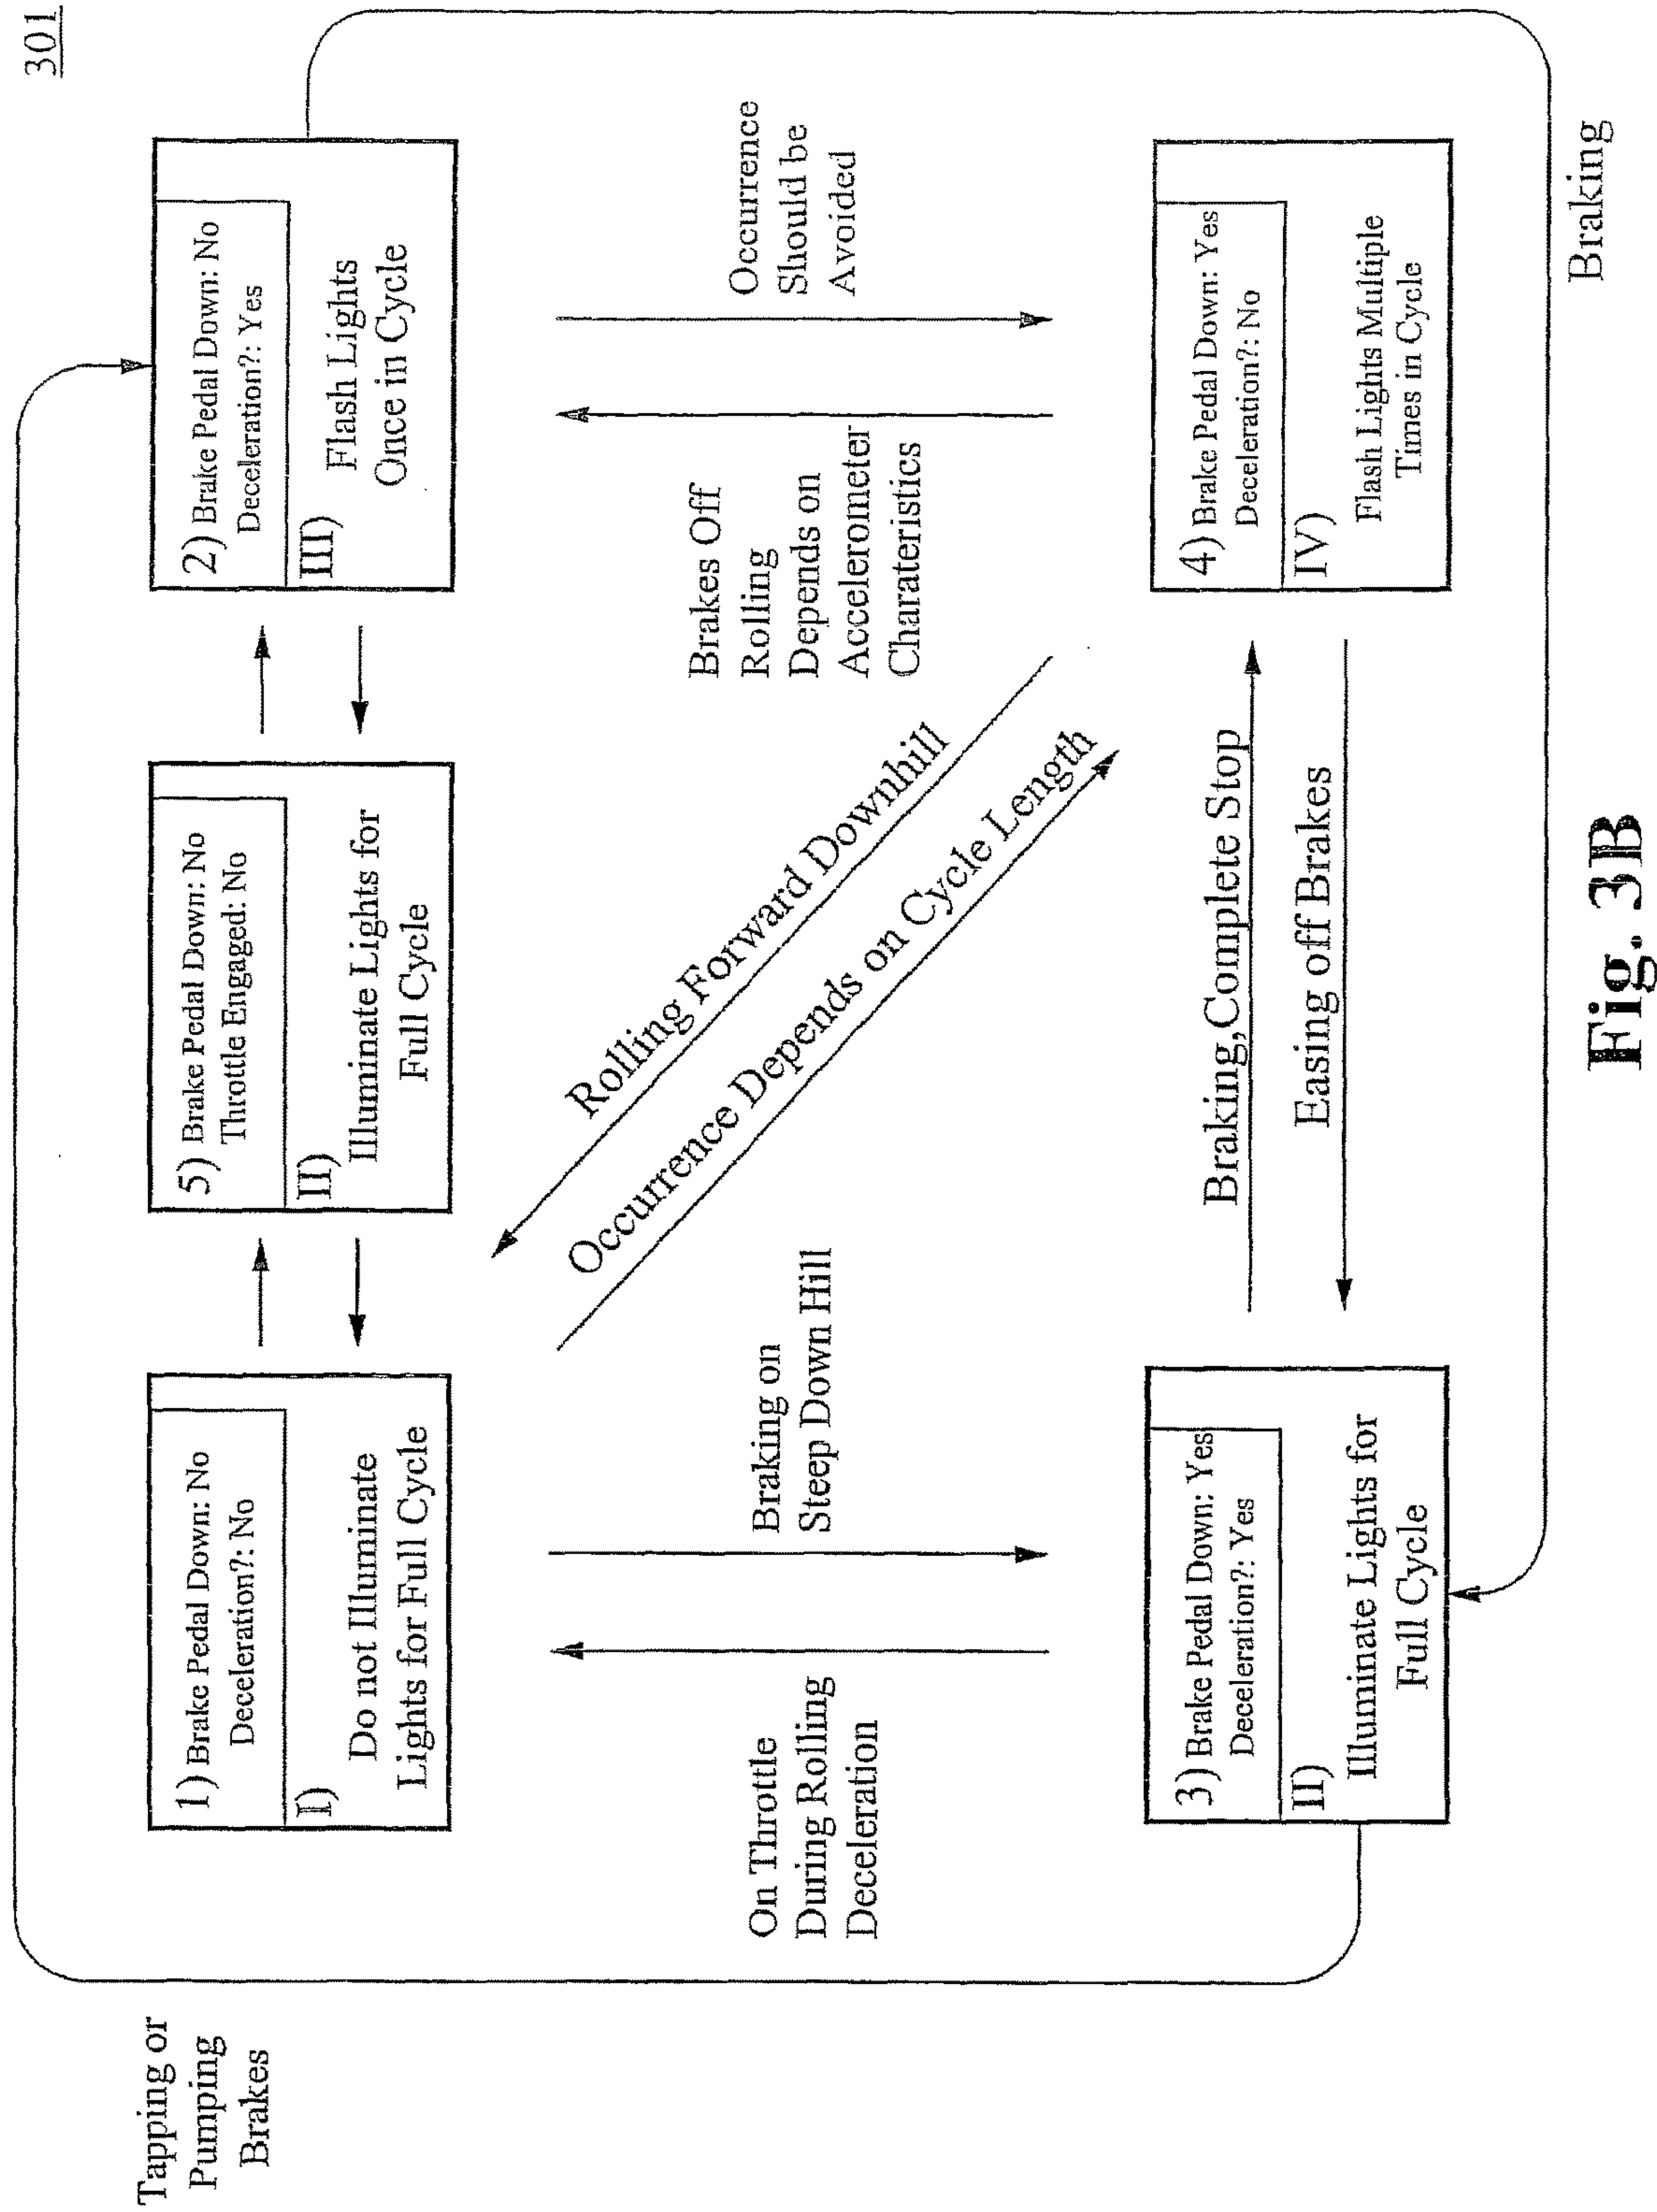 301
Tapping or
Pumping
Brakes
1) Brake Pedal Down: No
Deceleration?: No
I)
Do not Illuminate
Lights for Full Cycle
5) Brake Pedal Down: No
Throttle Engaged: No
II)
Illuminate Lights for
Full Cycle
2) Brake Pedal Down: No
Deceleration?: Yes
III)
Flash Lights
Once in Cycle
On Throttle
During Rolling
Deceleration
Braking on
Steep Down Hill
Rolling Forward Downhill
Occurrence Depends on Cycle Length
Brakes Off
Rolling
Depends on
Accelerometer
Charateristics
Occurrence
Should be
Avoided
3) Brake Pedal Down: Yes
Deceleration?: Yes
II)
Illuminate Lights for
Full Cycle
Braking,Complete Stop
Easing off Brakes
4) Brake Pedal Down: Yes
Deceleration?: No
IV)
Flash Lights Multiple
Times in Cycle
Braking
Fig. 3B